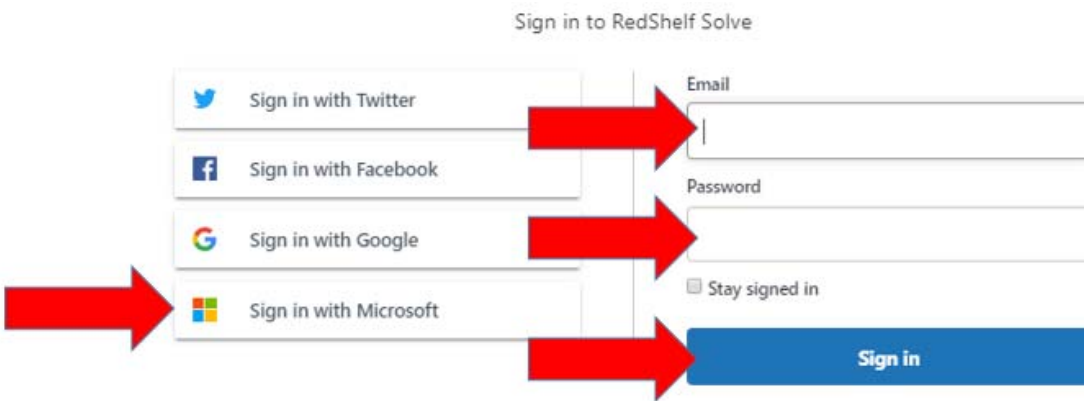 Sign in to RedShelf Solve
Sign in with Twitter
Sign in with Facebook
Sign in with Google
Sign in with Microsoft
Email
Password
Stay signed in
Sign in